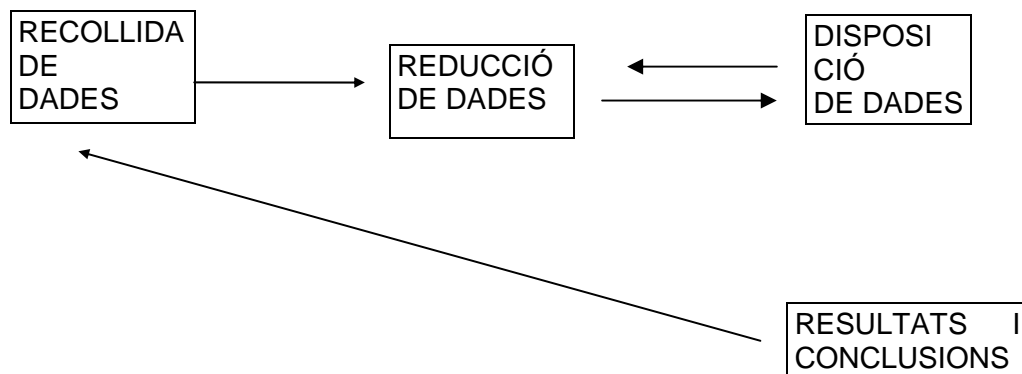 RECOLLIDA
DE
DADES
REDUCCIÓ
DE DADES
DISPOSI
CIÓ
DE DADES
RESULTATS I
CONCLUSIONS